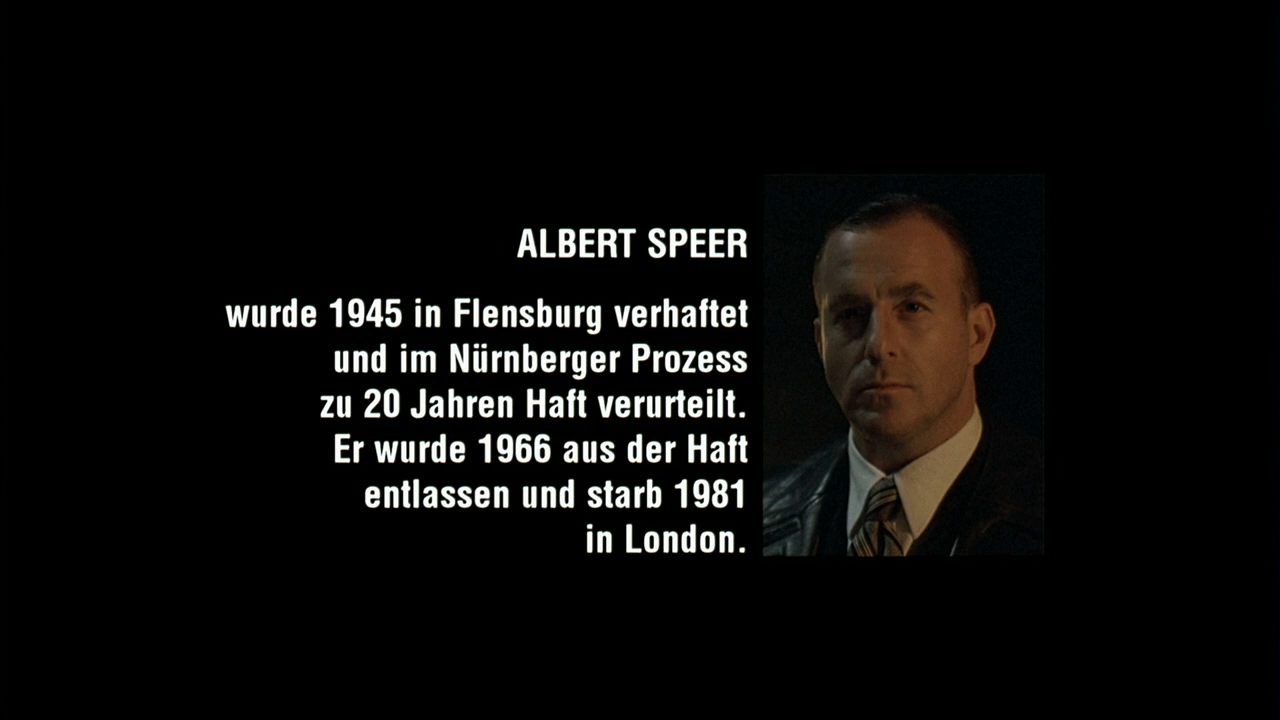 ALBERT SPEER
wurde 1945 in Flensburg verhaftet
und im Nürnberger Prozess
zu 20 Jahren Haft verurteilt.
Er wurde 1966 aus der Haft
entlassen und starb 1981
in London.